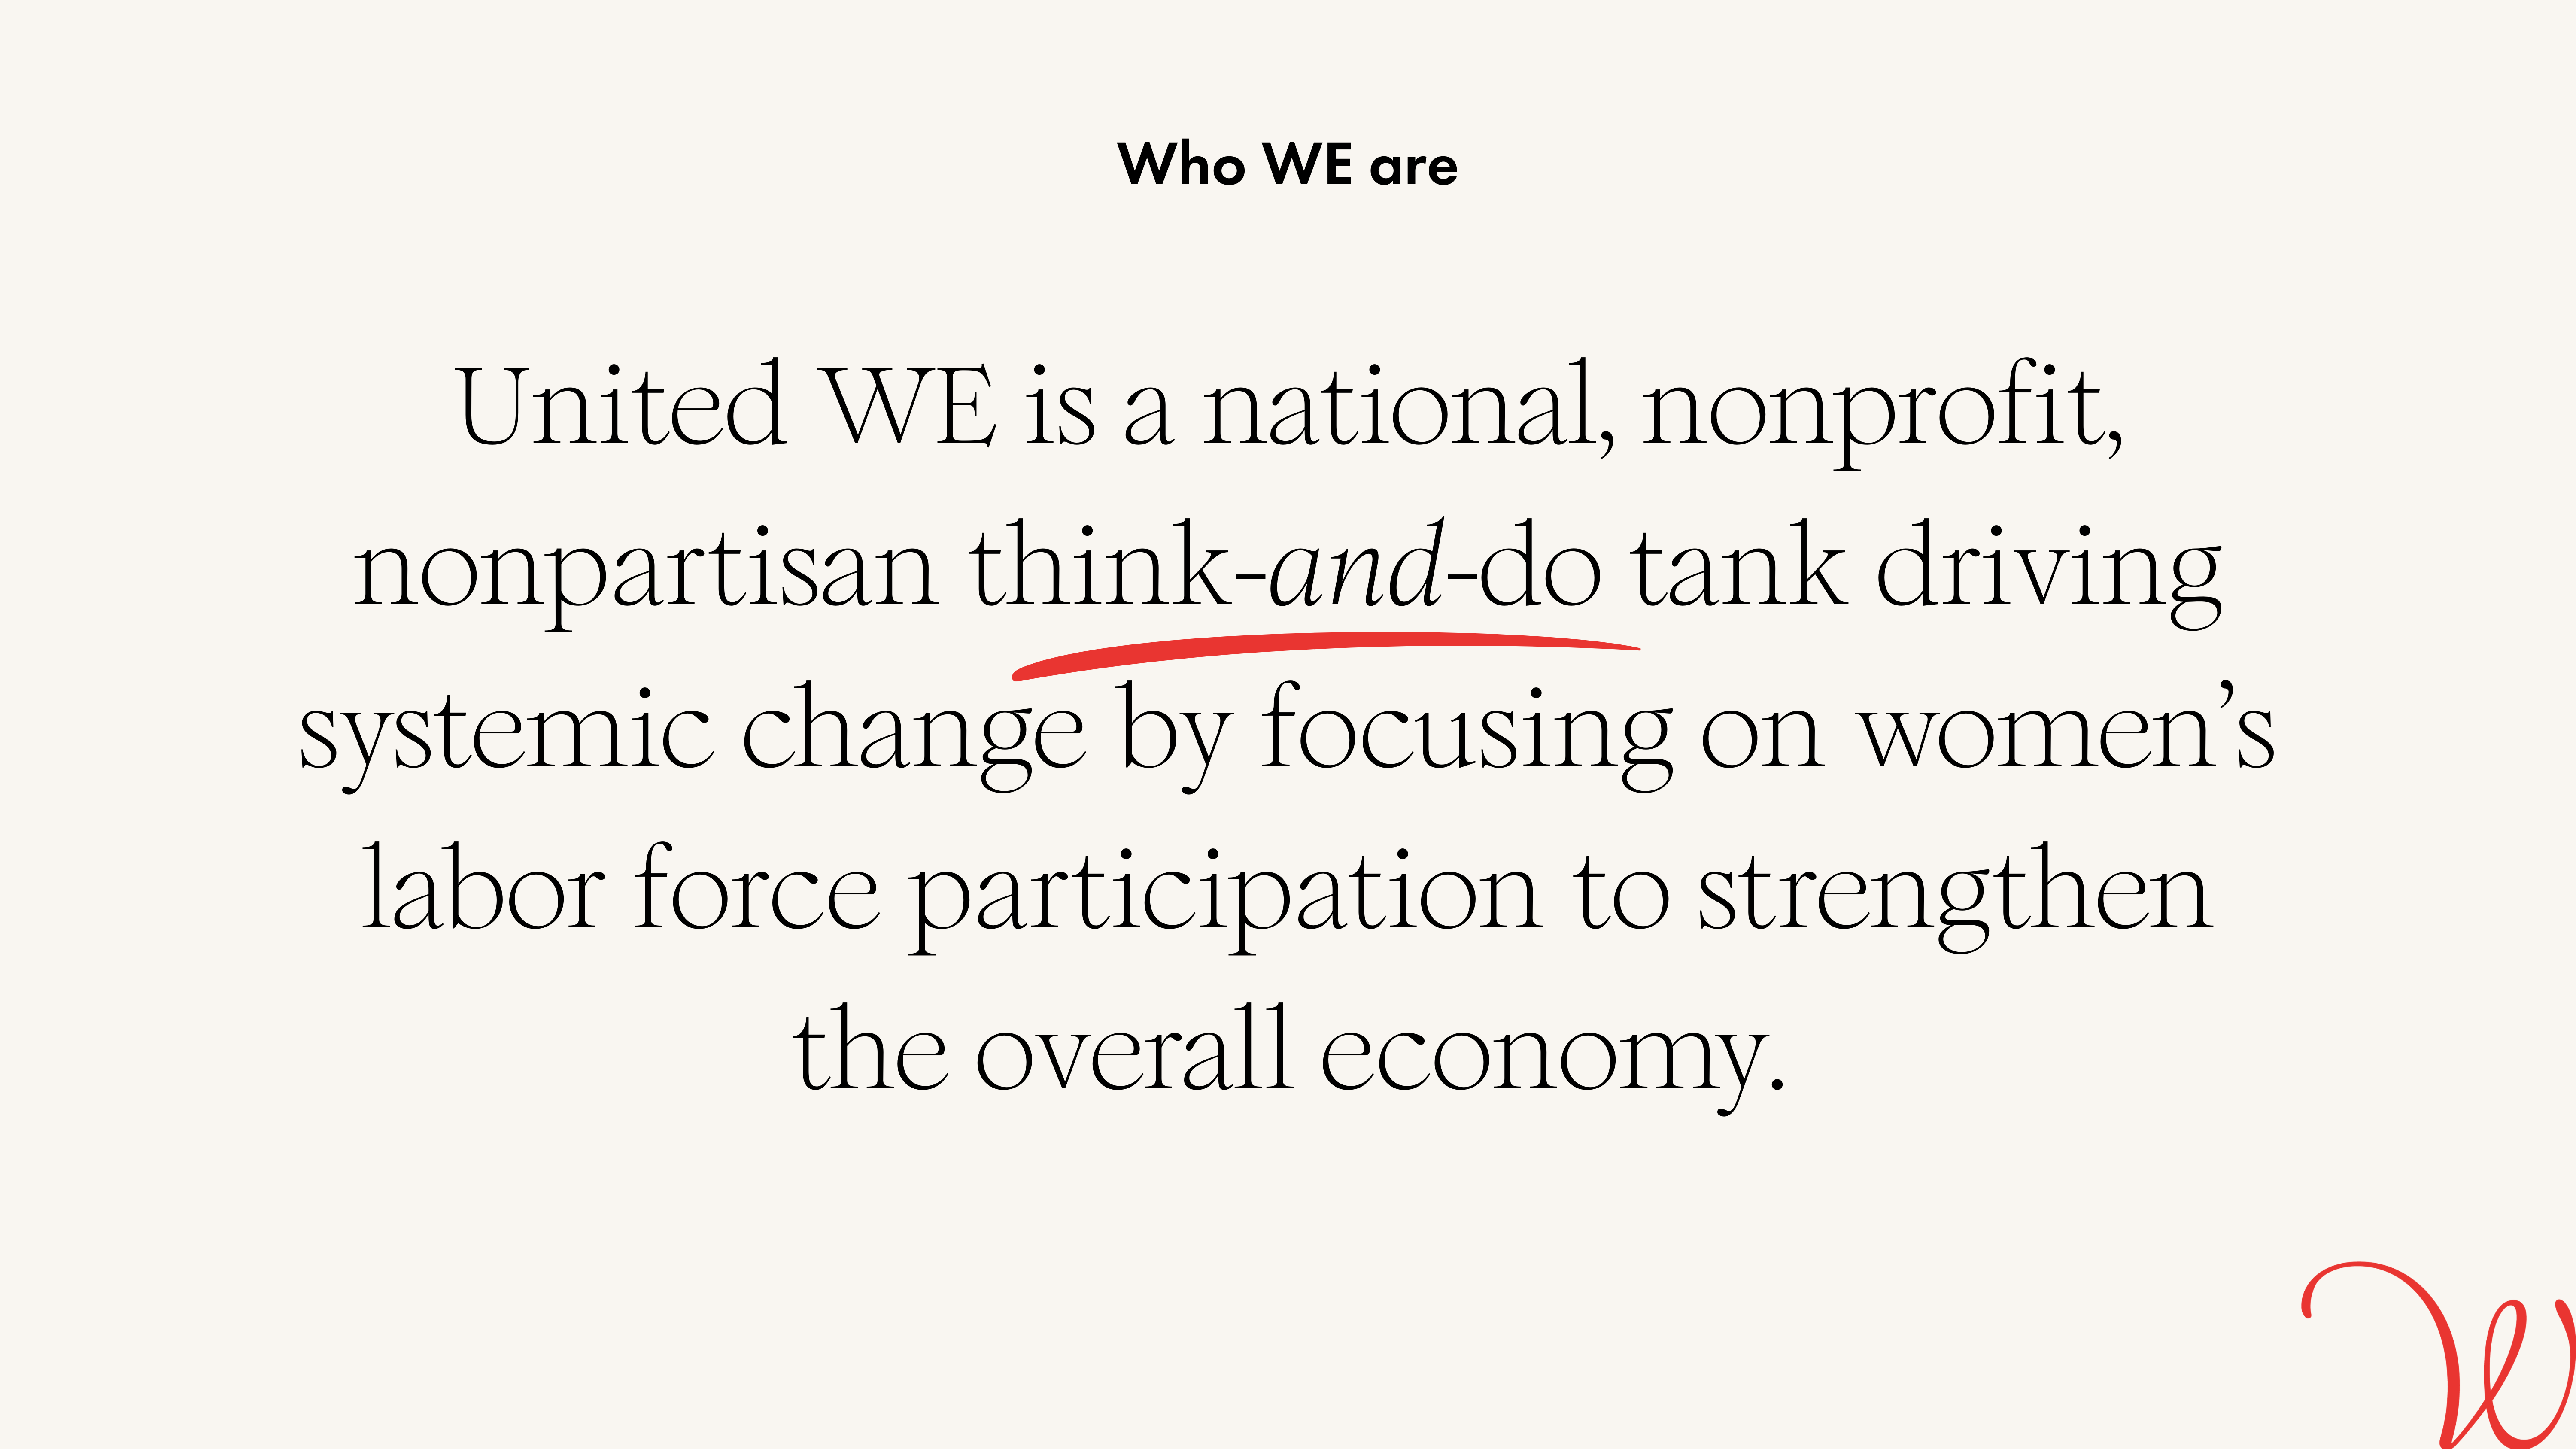 Who WE are
United WE is a national, nonprofit,
nonpartisan think-and-do tank driving
systemic change by focusing on women’s
labor force participation to strengthen
the overall economy.
W